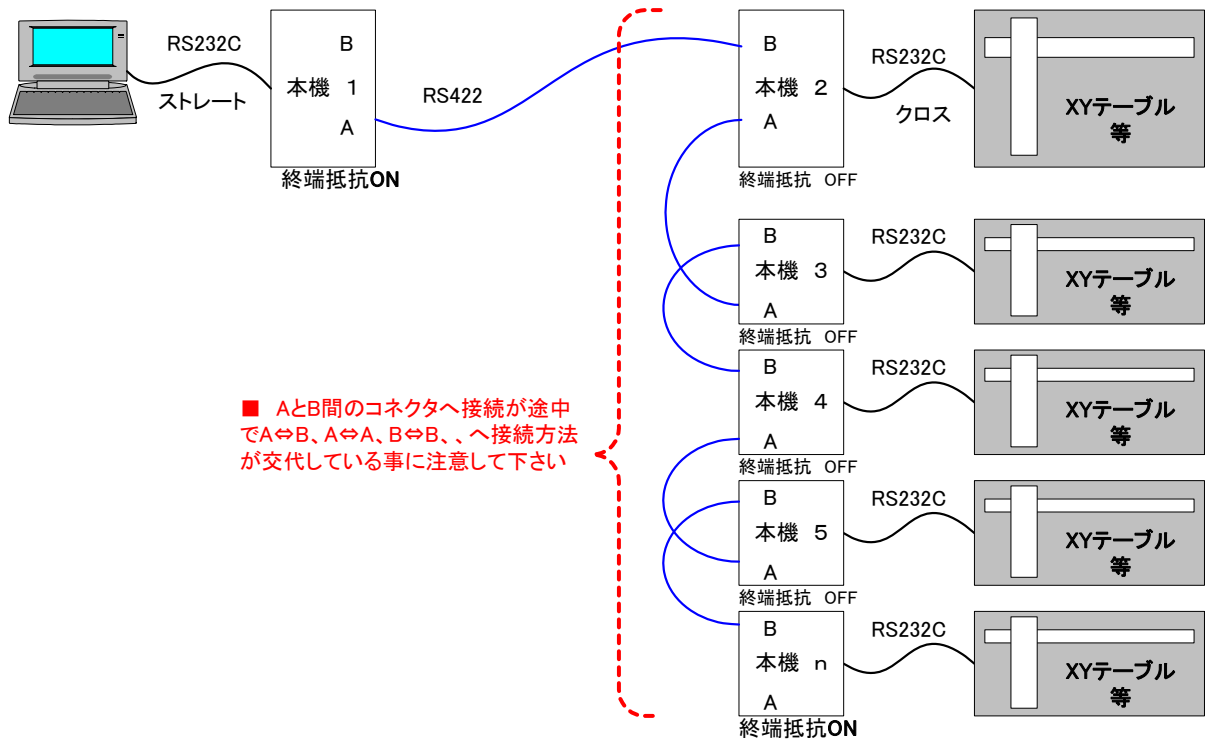 RS232C
ストレート
B
本機 1
A
終端抵抗ON
RS422
B
本機 2
A
終端抵抗 OFF
RS232C
クロス
XYテーブル
等
B
本機 3
A
終端抵抗 OFF
RS232C
XYテーブル
等
B
本機 4
A
終端抵抗 OFF
RS232C
XYテーブル
等
■ AとB間のコネクタへ接続が途中
でA⇔B、A⇔A、B⇔B、、へ接続方法
が交代している事に注意して下さい
B
本機 5
A
終端抵抗 OFF
RS232C
XYテーブル
等
B
本機 n
A
終端抵抗ON
RS232C
XYテーブル
等